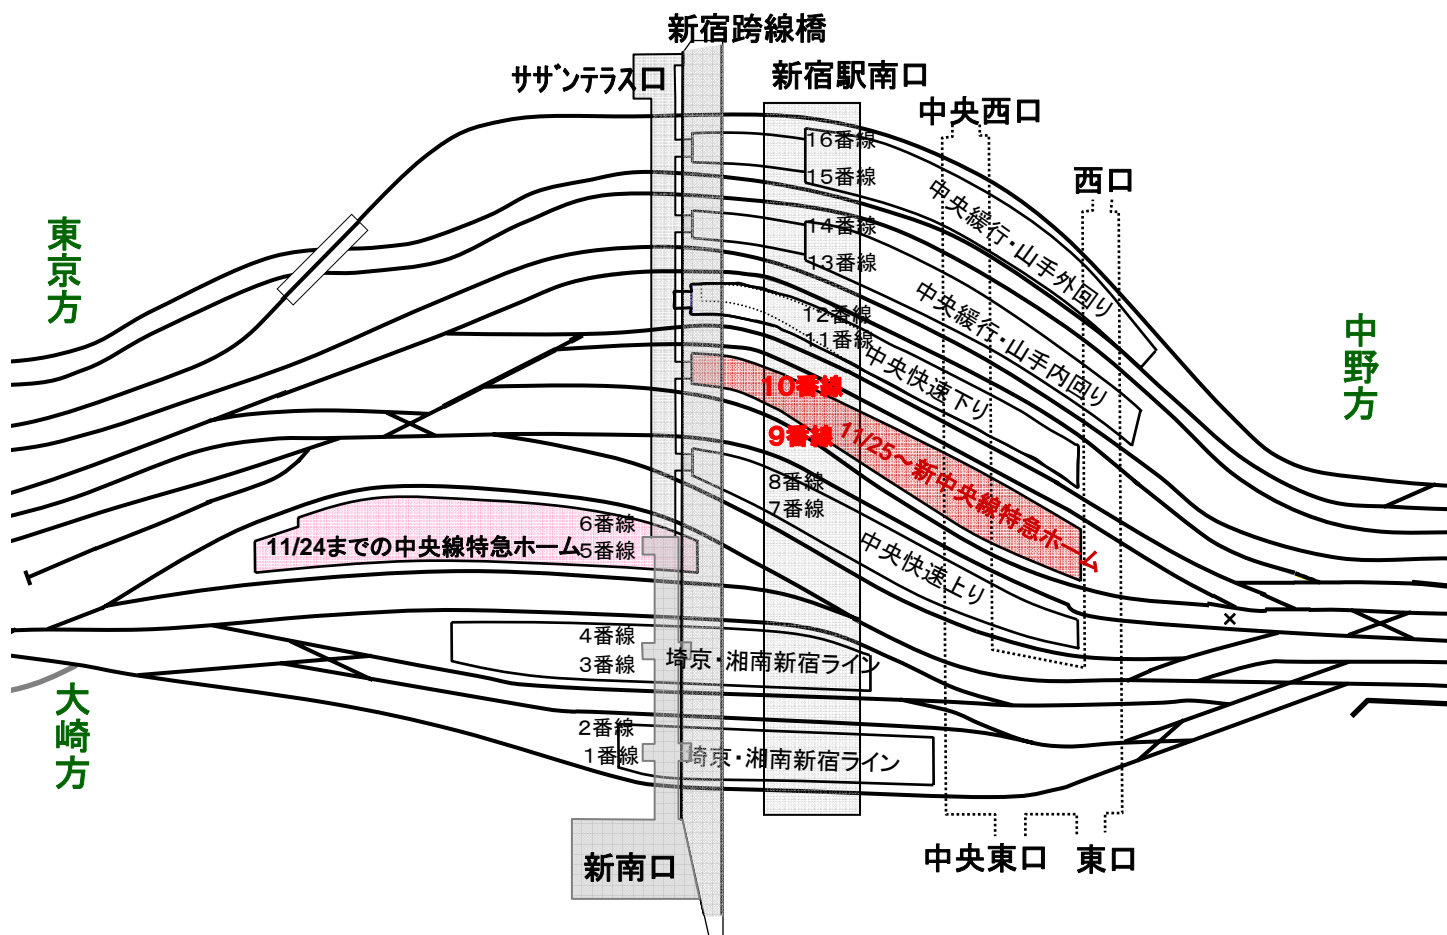 新宿跨線橋
ｻｻﾞﾝﾃﾗｽ口
新宿駅南口
中央西口
西口
16番線
15番線
中央緩行・山手外回り
14番線
13番線
中央緩行・山手内回り
東京方
中野方
12番線
11番線
中央快速下り
10番線
9番線
11/25～新中央線特急ホーム
8番線
7番線
中央快速上り
6番線
5番線
11/24までの中央線特急ホーム
4番線
3番線
埼京・湘南新宿ライン
大崎方
2番線
1番線
埼京・湘南新宿ライン
新南口
中央東口
東口